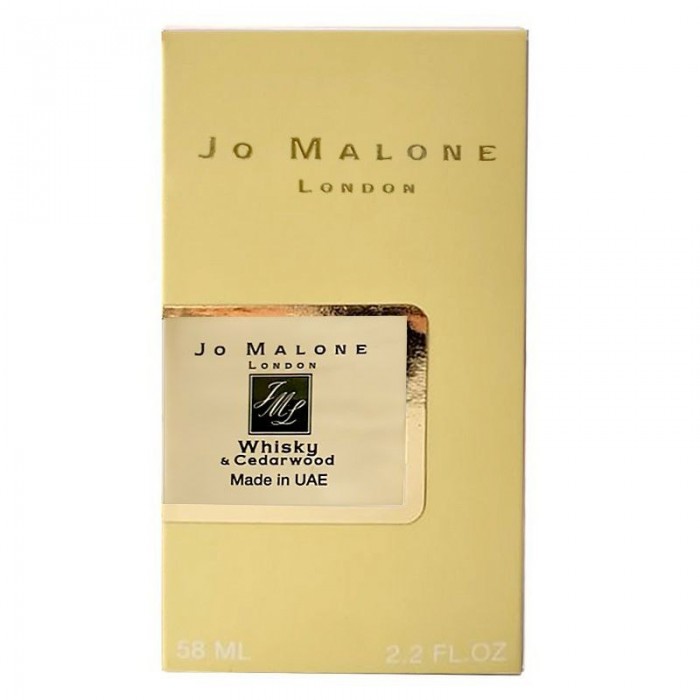 JO MALONE
LONDON
JO MALONE
LONDON
JML
Whisky
& Cedarwood
Made in UAE
58 ML
2.2 FL.OZ